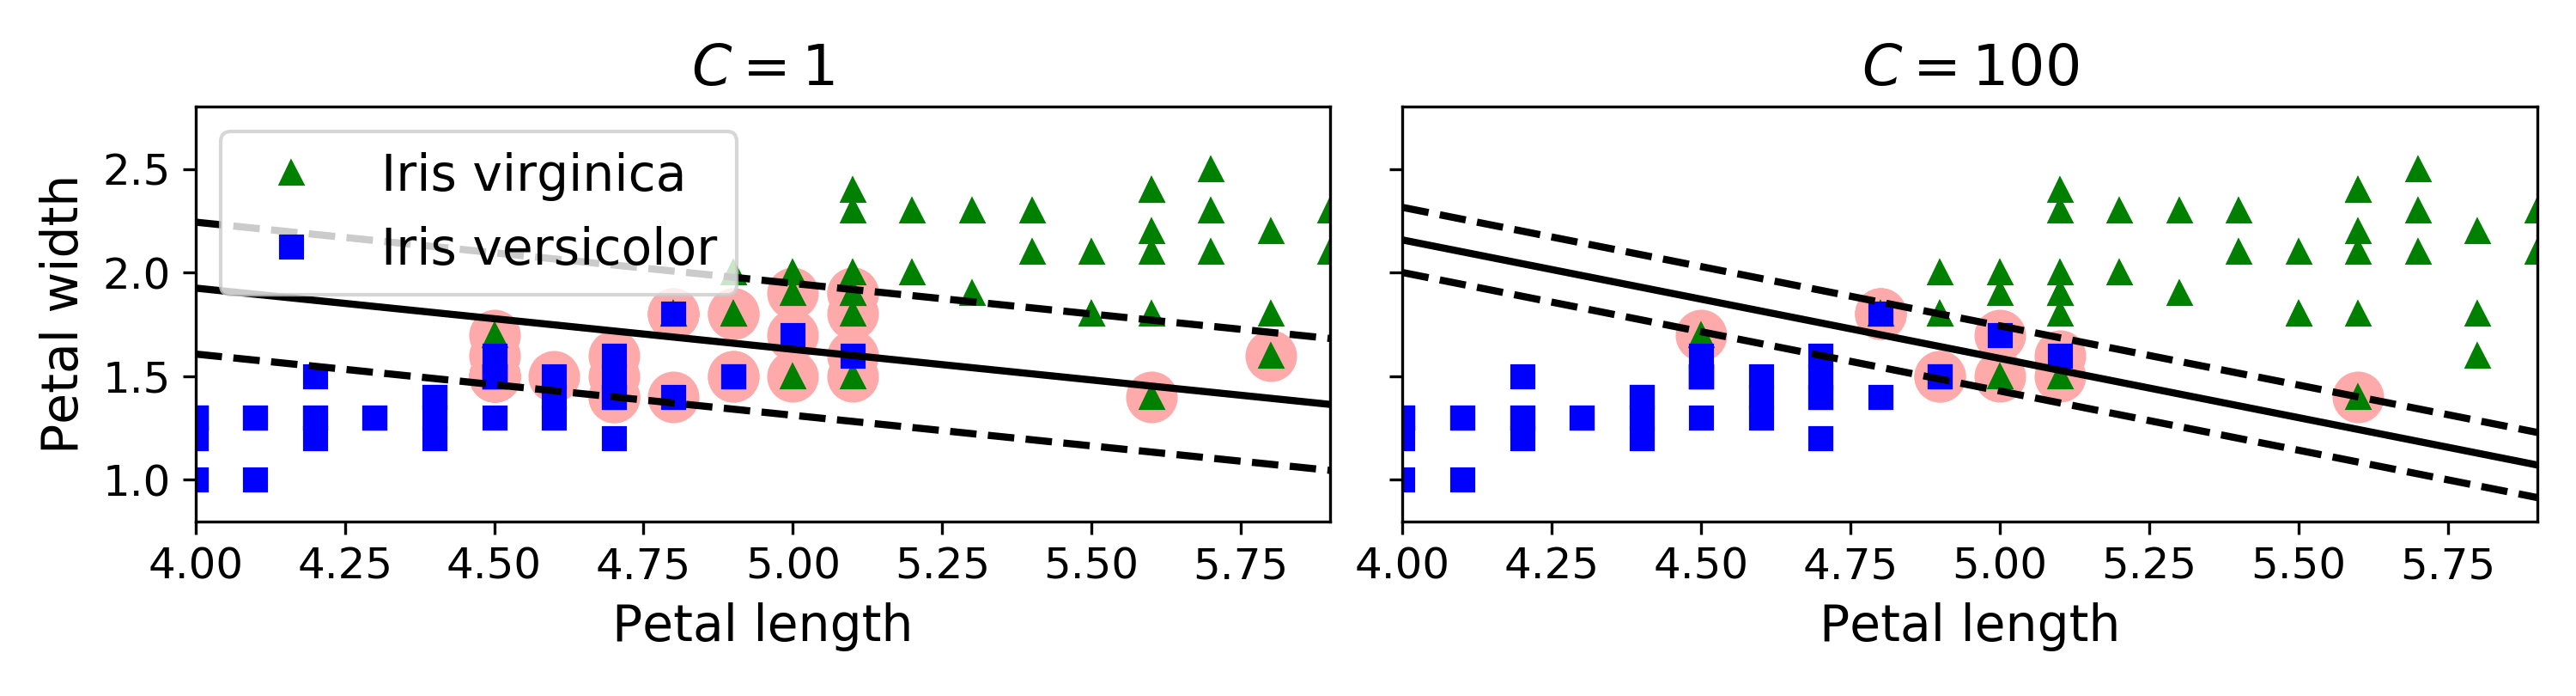 C = 1
C = 100
Iris virginica
Iris versicolor
2.5
2.0
1.5
1.0
Petal width
4.00 4.25 4.50 4.75 5.00 5.25 5.50 5.75
4.00 4.25 4.50 4.75 5.00 5.25 5.50 5.75
Petal length
Petal length